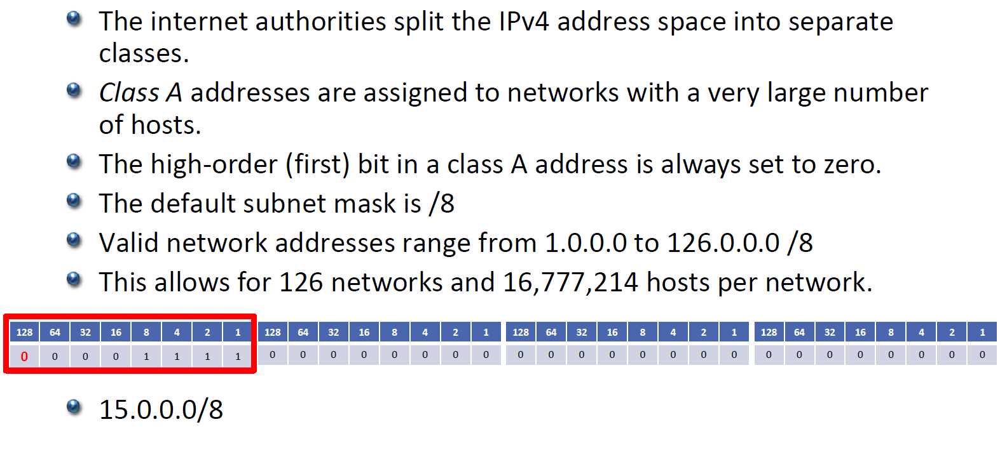 The internet authorities split the IPv4 address space into separate
classes.
Class A addresses are assigned to networks with a very large number
of hosts.
The high-order (first) bit in a class A address is always set to zero.
The default subnet mask is /8
Valid network addresses range from 1.0.0.0 to 126.0.0.0 /8
This allows for 126 networks and 16,777,214 hosts per network.
128 64 32 16 8 4 2 1 128 64 32 16 8 4 2 1 128 64 32 16 8 4 2 1 128 64 32 16 8 4 2 1
0 0 0 0 1 1 1 1 0 0 0 0 0 0 0 0 0 0 0 0 0 0 0 0 0 0 0 0 0 0 0 0
15.0.0.0/8